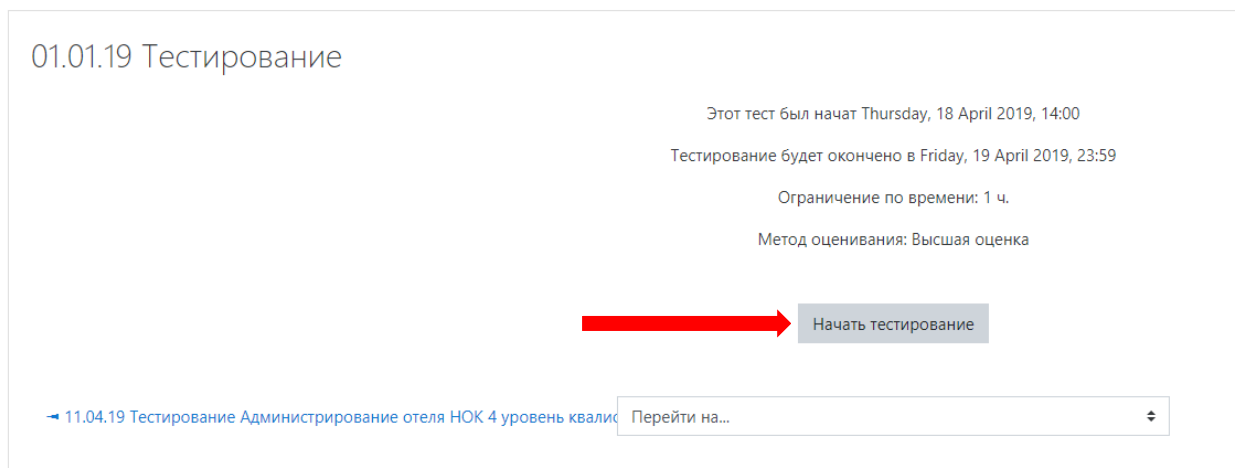 01.01.19 Тестирование
Этот тест был начат Thursday, 18 April 2019, 14:00
Тестирование будет окончено в Friday, 19 April 2019, 23:59
Ограничение по времени: 1 ч.
Метод оценивания: Высшая оценка
Начать тестирование
11.04.19 Тестирование Администрирование отеля НОК 4 уровень квалис Перейти на...